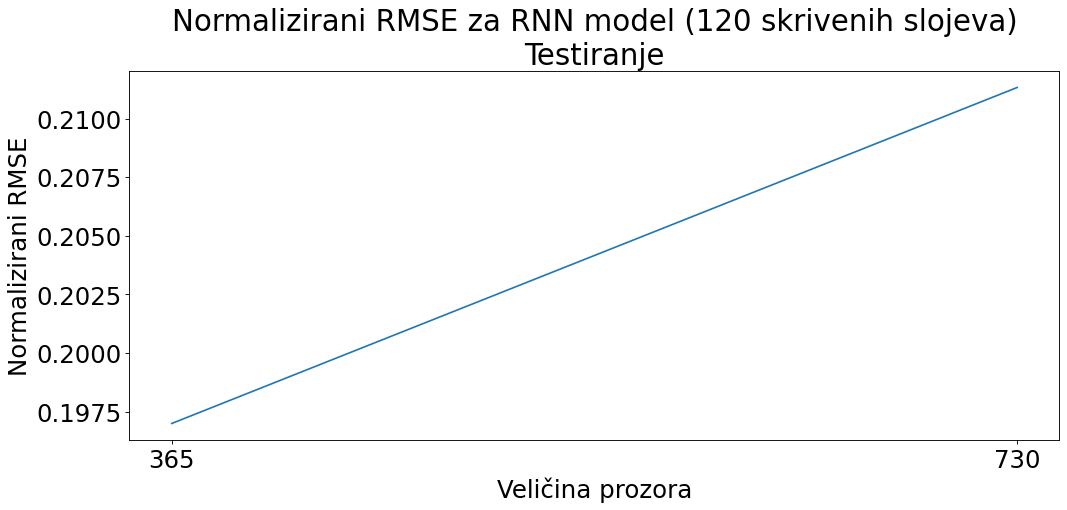 Normalizirani RMSE za RNN model (120 skrivenih slojeva)
Testiranje
Normalizirani RMSE
0.2100
0.2075
0.2050
0.2025
0.2000
0.1975
365
730
Veličina prozora